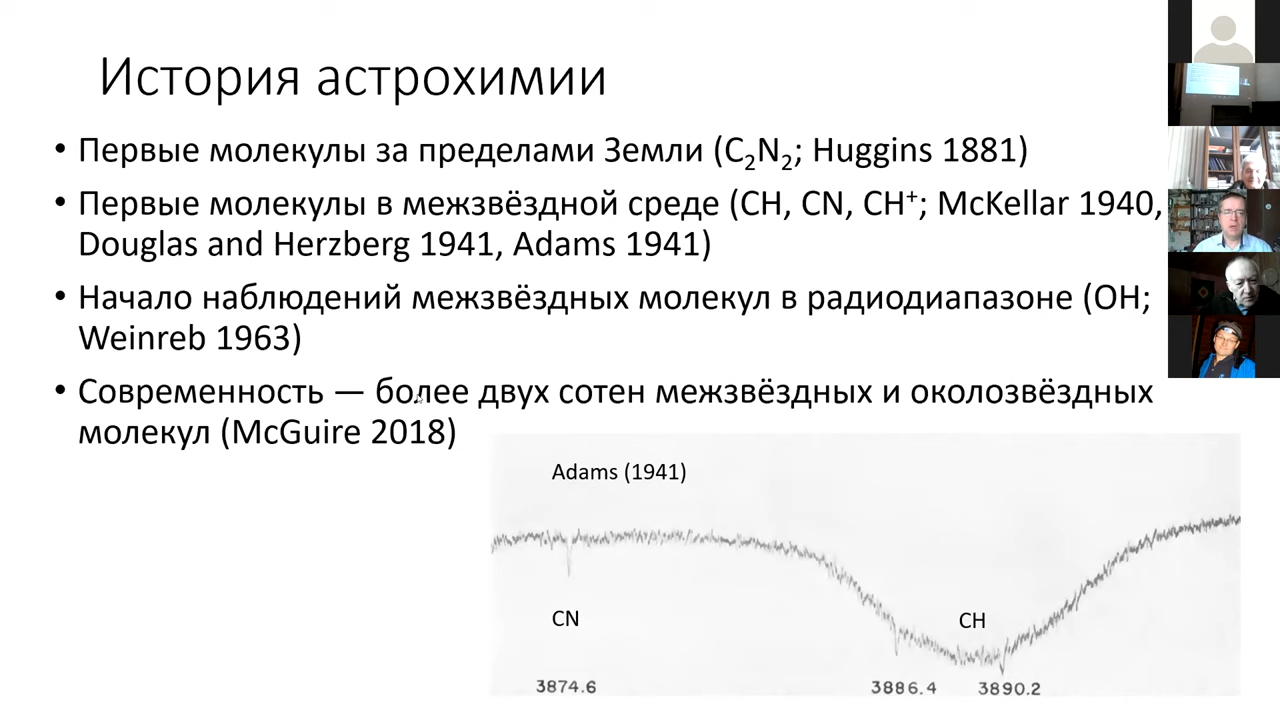 История астрохимии
• Первые молекулы за пределами Земли (C₂N₂; Huggins 1881)
• Первые молекулы в межзвёздной среде (CH, CN, CH⁺; McKellar 1940,
Douglas and Herzberg 1941, Adams 1941)
• Начало наблюдений межзвёздных молекул в радиодиапазоне (OH;
Weinreb 1963)
• Современность — более двух сотен межзвёздных и околозвёздных
молекул (McGuire 2018)
Adams (1941)
CN
CH
3874.6
3886.4
3890.2